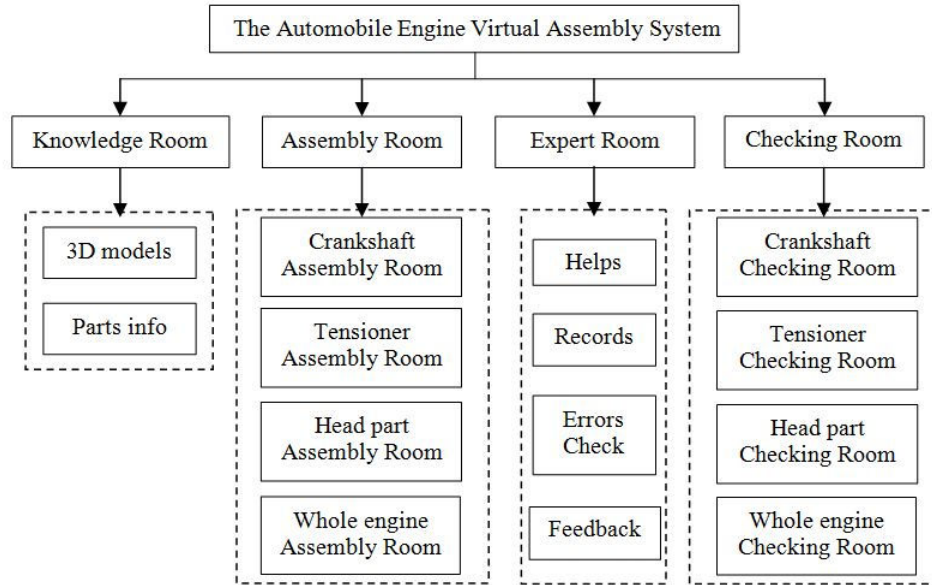 The Automobile Engine Virtual Assembly System
Knowledge Room
Assembly Room
Expert Room
Checking Room
3D models
Parts info
Crankshaft
Assembly Room
Tensioner
Assembly Room
Head part
Assembly Room
Whole engine
Assembly Room
Helps
Records
Errors
Check
Feedback
Crankshaft
Checking Room
Tensioner
Checking Room
Head part
Checking Room
Whole engine
Checking Room